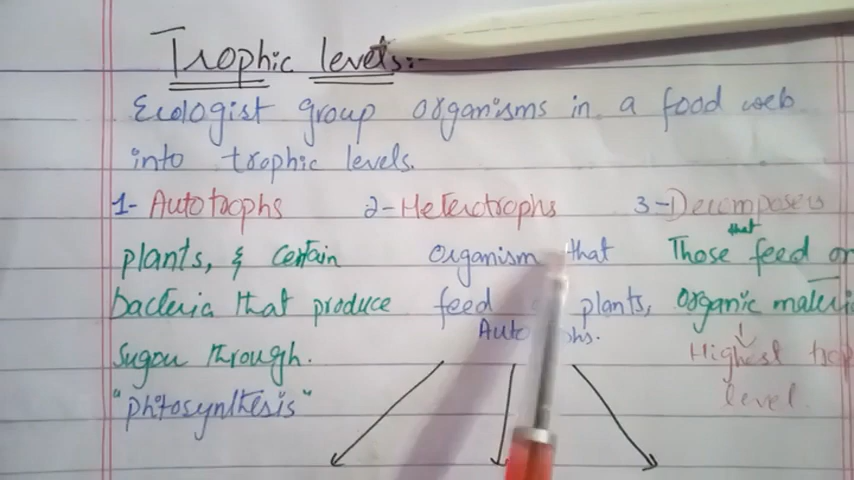 Trophic levels:-
Ecologist group organisms in a food web
into trophic levels.
1- Autotrophs 2- Heterotrophs 3- Decomposers
plants, & certain Organism that Those that feed on
bacteria that produce feed plants, organic materi
sugar through. Highest
"photosynthesis" level.